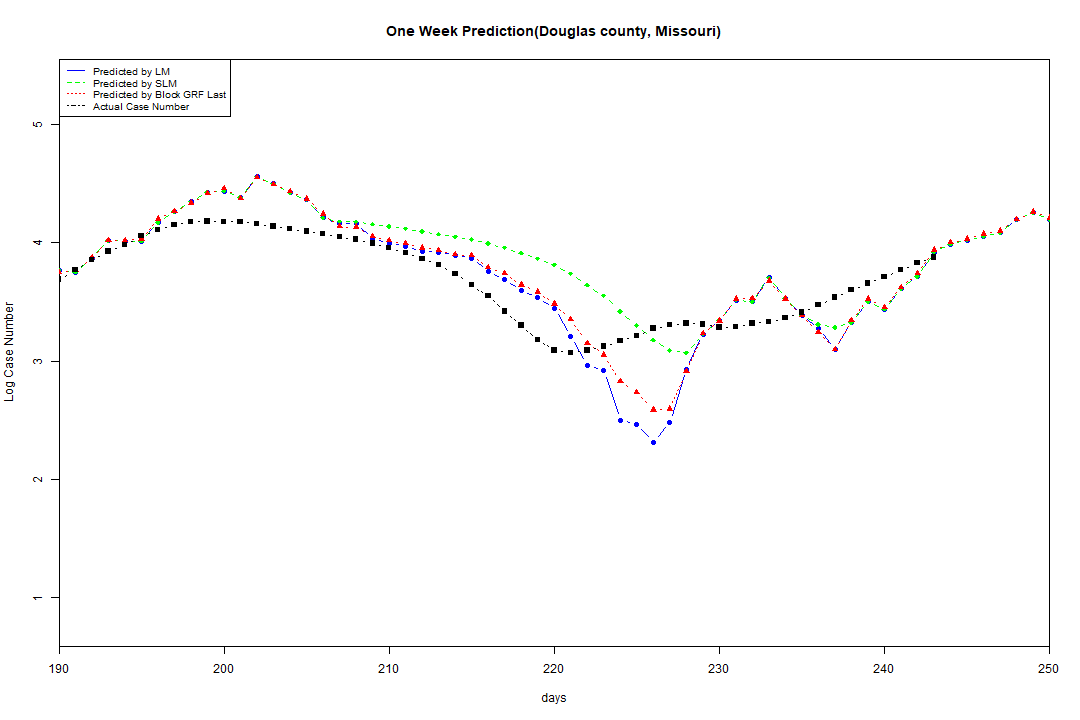 One Week Prediction(Douglas county, Missouri)
Predicted by LM
Predicted by SLM
Predicted by Block GRF Last
Actual Case Number
5
4
3
2
1
Log Case Number
190 200 210 220 230 240 250
days